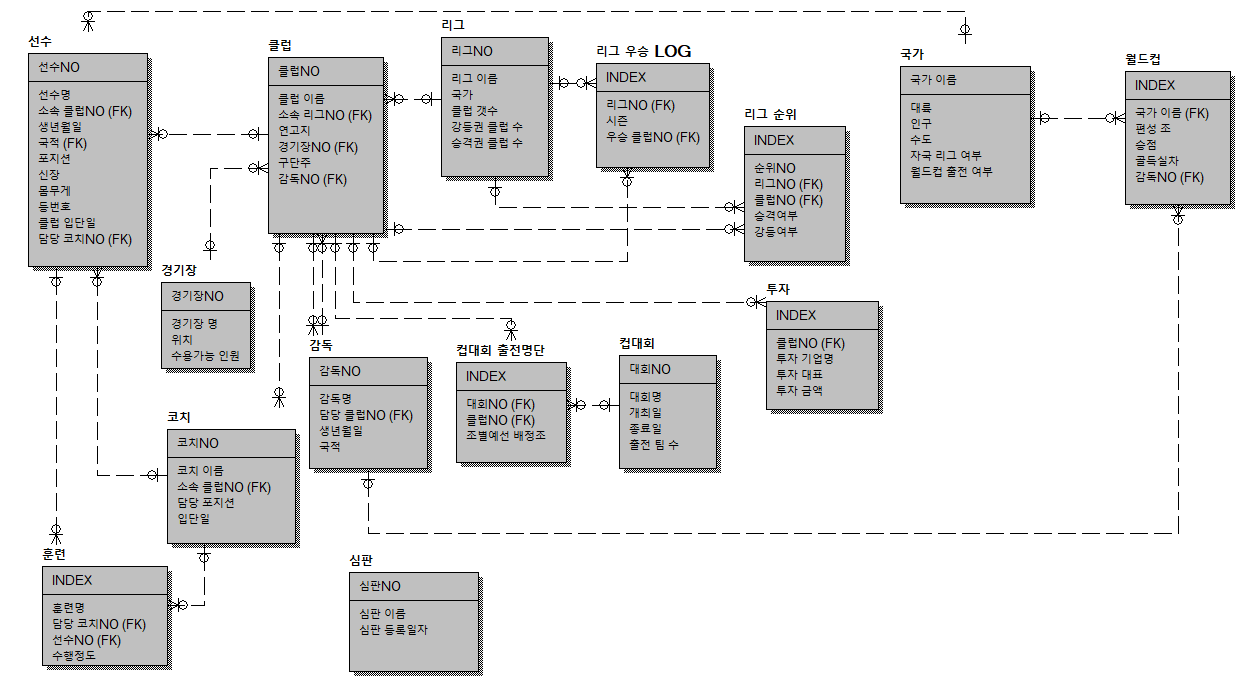 선수
선수NO
선수명
소속 클럽NO (FK)
생년월일
국적 (FK)
포지션
신장
몸무게
등번호
클럽 입단일
담당 코치NO (FK)
클럽
클럽NO
클럽 이름
소속 리그NO (FK)
연고지
경기장NO (FK)
구단주
감독NO (FK)
리그
리그NO
리그 이름
국가
클럽 갯수
강등권 클럽 수
승격권 클럽 수
리그 우승 LOG
INDEX
리그NO (FK)
시즌
우승 클럽NO (FK)
리그 순위
INDEX
순위NO
리그NO (FK)
클럽NO (FK)
승격여부
강등여부
국가
국가 이름
대륙
인구
수도
자국 리그 여부
월드컵 출전 여부
월드컵
INDEX
국가 이름 (FK)
편성 조
승점
골득실차
감독NO (FK)
경기장
경기장NO
경기장 명
위치
수용가능 인원
감독
감독NO
감독명
담당 클럽NO (FK)
생년월일
국적
컵대회 출전명단
INDEX
대회NO (FK)
클럽NO (FK)
조별예선 배정조
컵대회
대회NO
대회명
개최일
종료일
출전 팀 수
투자
INDEX
클럽NO (FK)
투자 기업명
투자 대표
투자 금액
코치
코치NO
코치 이름
소속 클럽NO (FK)
담당 포지션
입단일
훈련
INDEX
훈련명
담당 코치NO (FK)
선수NO (FK)
수행정도
심판
심판NO
심판 이름
심판 등록일자